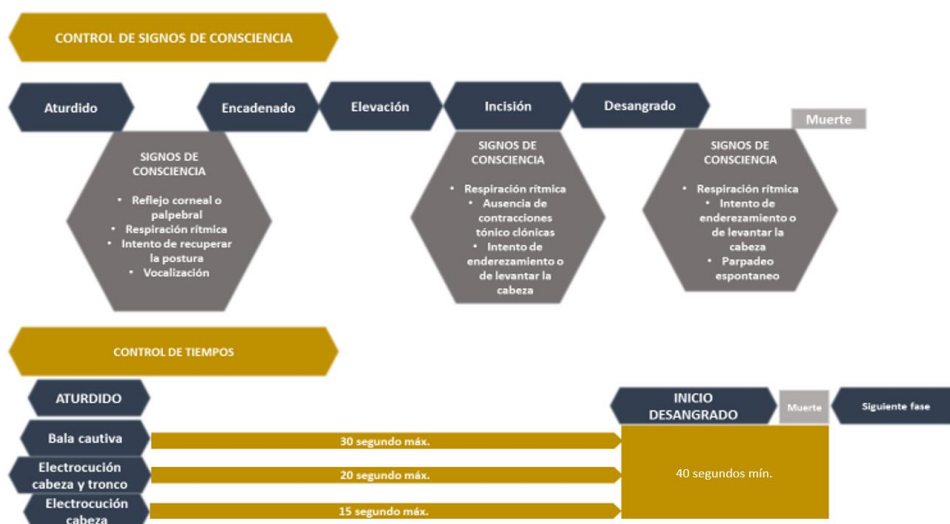 CONTROL DE SIGNOS DE CONSCIENCIA
Aturdido
Encadenado
Elevación
Incisión
Desangrado
Muerte
SIGNOS DE
CONSCIENCIA
• Reflejo corneal o
palpebral
• Respiración rítmica
• Intento de recuperar
la postura
• Vocalización
SIGNOS DE
CONSCIENCIA
• Respiración rítmica
• Ausencia de
contracciones
tónico clónicas
• Intento de
enderezamiento o
de levantar la
cabeza
SIGNOS DE
CONSCIENCIA
• Respiración rítmica
• Intento de
enderezamiento o
de levantar la
cabeza
• Parpadeo
espontaneo
CONTROL DE TIEMPOS
ATURDIDO
INICIO
DESANGRADO
Muerte
Siguiente fase
Bala cautiva
30 segundo máx.
Electrocución
cabeza y tronco
20 segundo máx.
40 segundos mín.
Electrocución
cabeza
15 segundo máx.